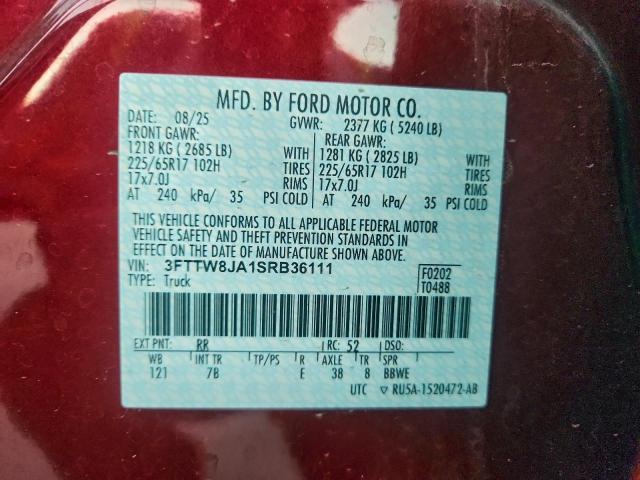 MFD. BY FORD MOTOR CO.
DATE: 08/25 GVWR: 2377 KG ( 5240 LB)
FRONT GAWR: REAR GAWR:
1218 KG ( 2685 LB) WITH 1281 KG ( 2825 LB) WITH
225/65R17 102H TIRES 225/65R17 102H TIRES
17x7.0J RIMS 17x7.0J RIMS
AT 240 kPa/ 35 PSI COLD AT 240 kPa/ 35 PSI COLD
THIS VEHICLE CONFORMS TO ALL APPLICABLE FEDERAL MOTOR
VEHICLE SAFETY AND THEFT PREVENTION STANDARDS IN
EFFECT ON THE DATE OF MANUFACTURE SHOWN ABOVE.
VIN: 3FTTW8JA1SRB36111 F0202
TYPE: Truck T0488
EXT PNT: RR RC: 52 DSO:
WB INT TR TP/PS R AXLE TR SPR
121 7B E 38 8 BBWE
UTC ▽ RU5A-1520472-AB